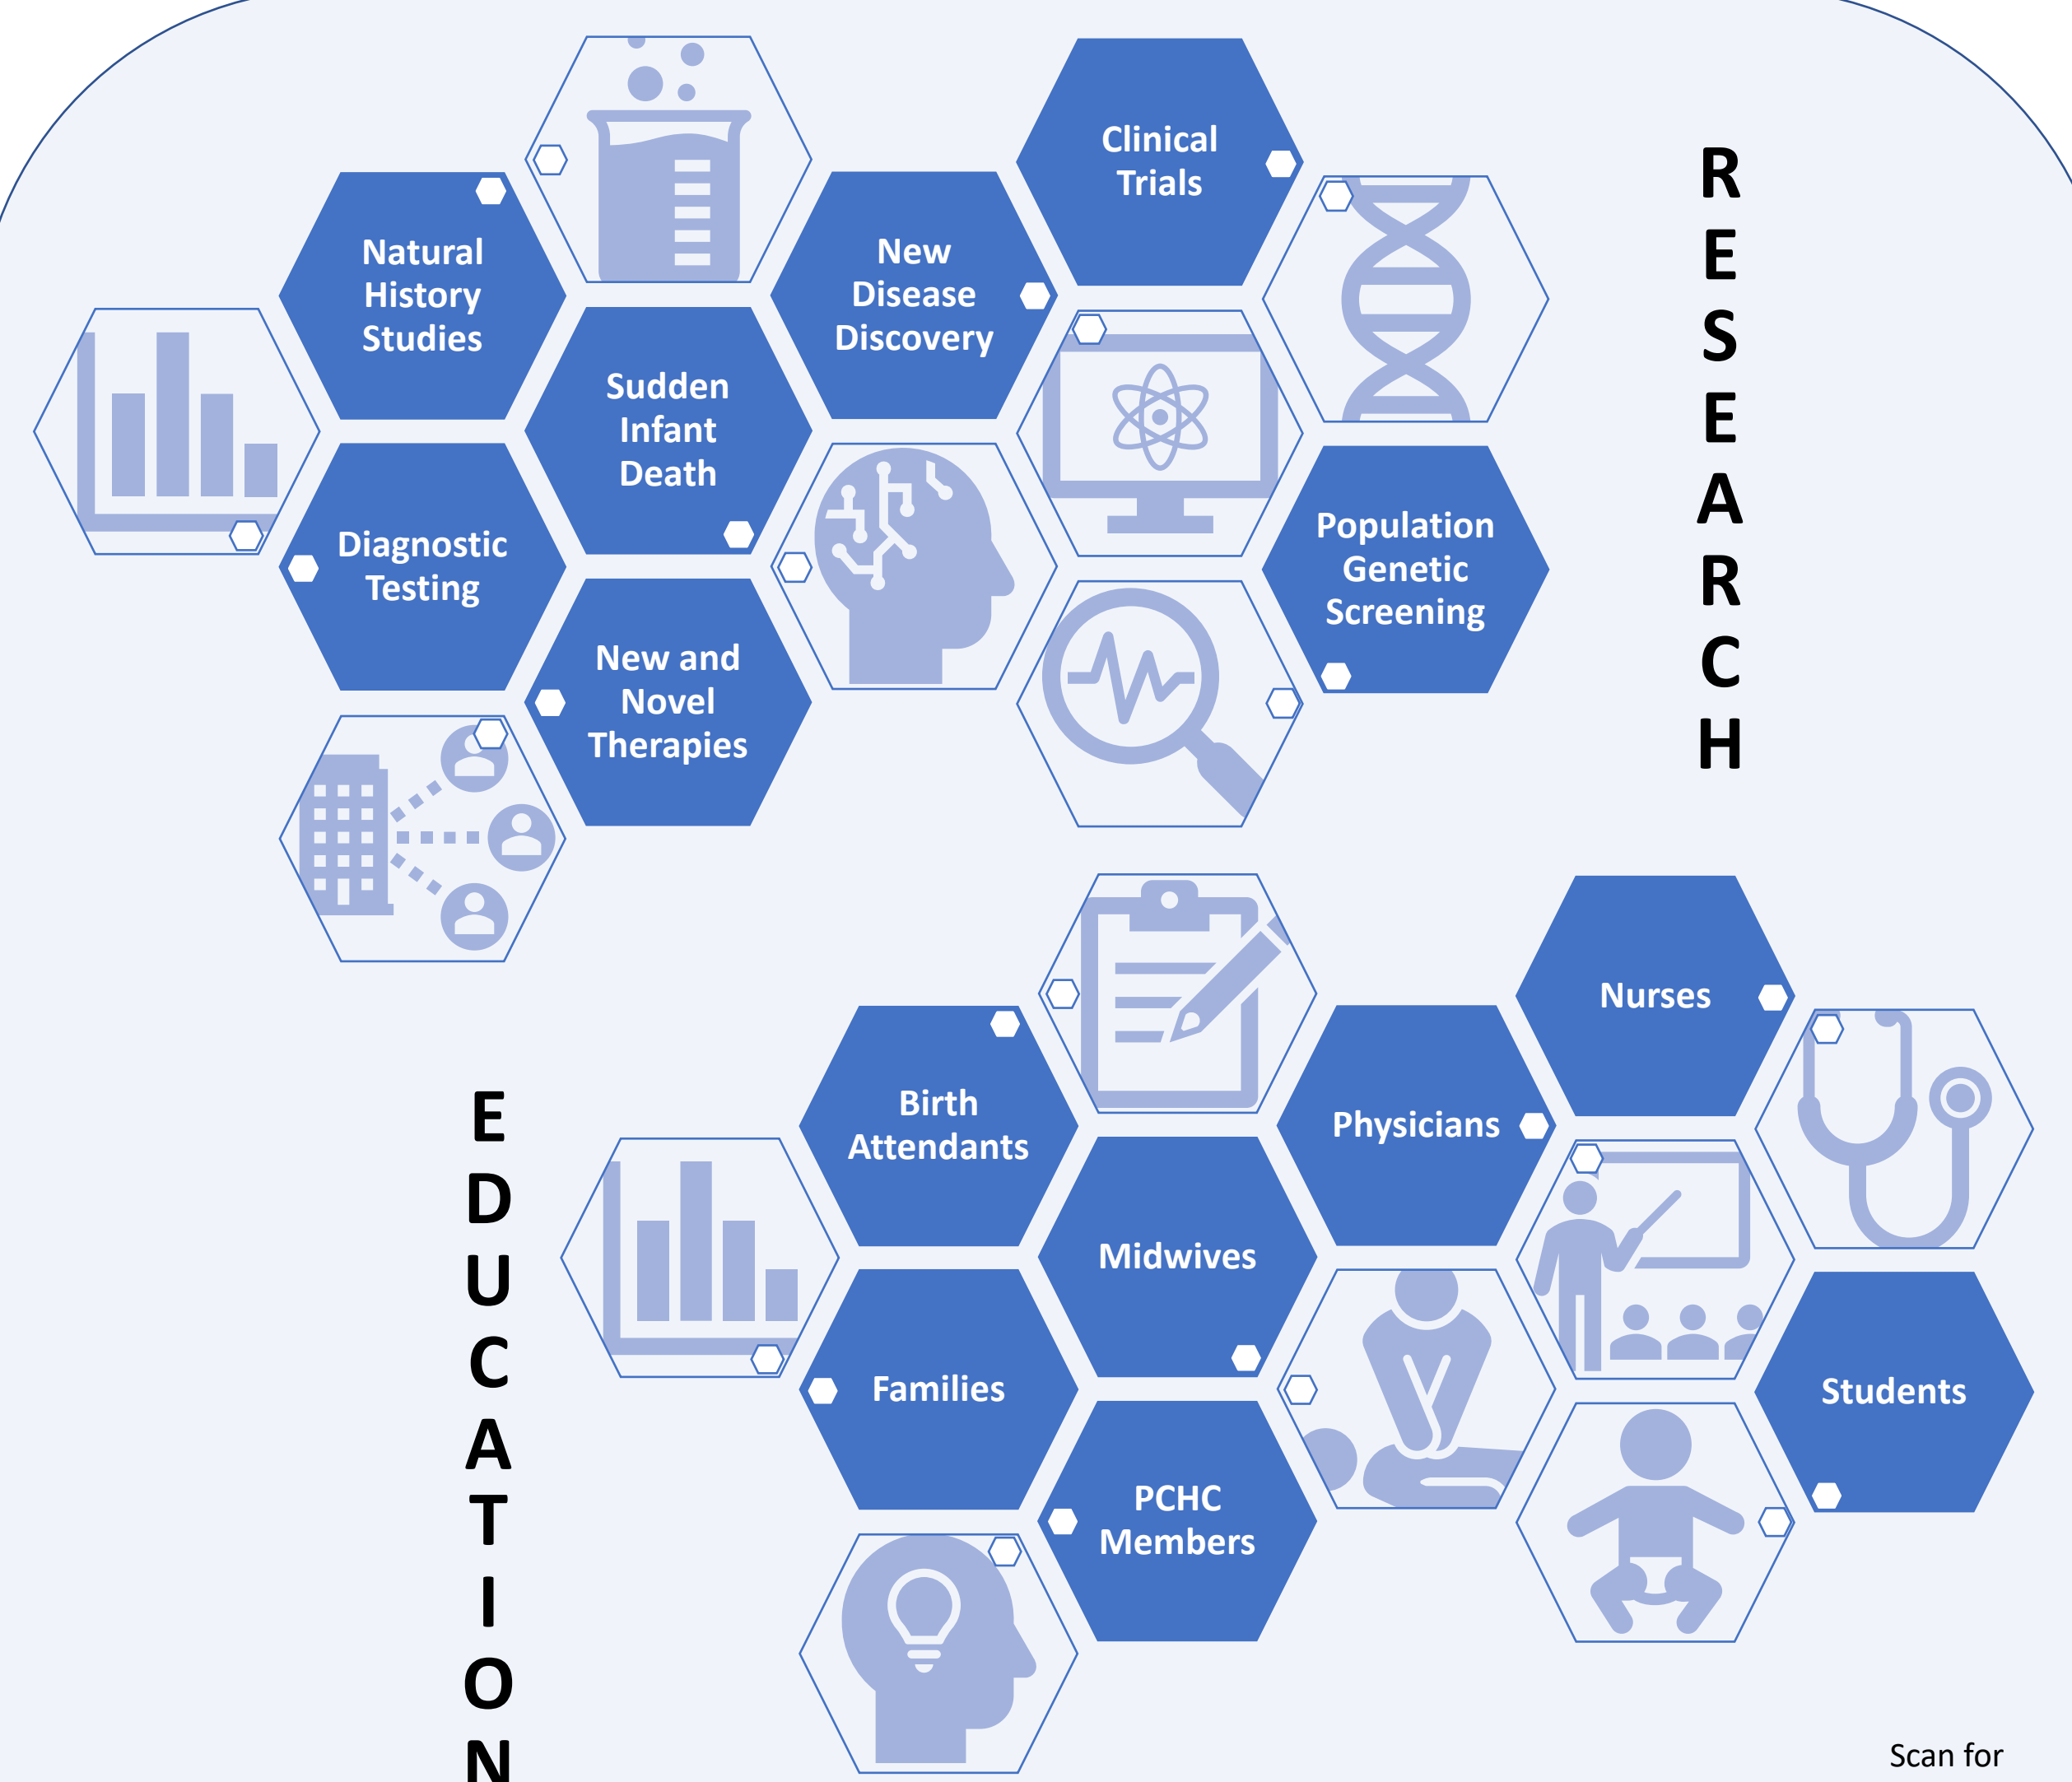 Clinical
Trials
Natural
History
Studies
New
Disease
Discovery
Sudden
Infant
Death
Diagnostic
Testing
Population
Genetic
Screening
New and
Novel
Therapies
R
E
S
E
A
R
C
H
Nurses
Birth
Attendants
Physicians
Midwives
Families
Students
PCHC
Members
E
D
U
C
A
T
I
O
N
Scan for